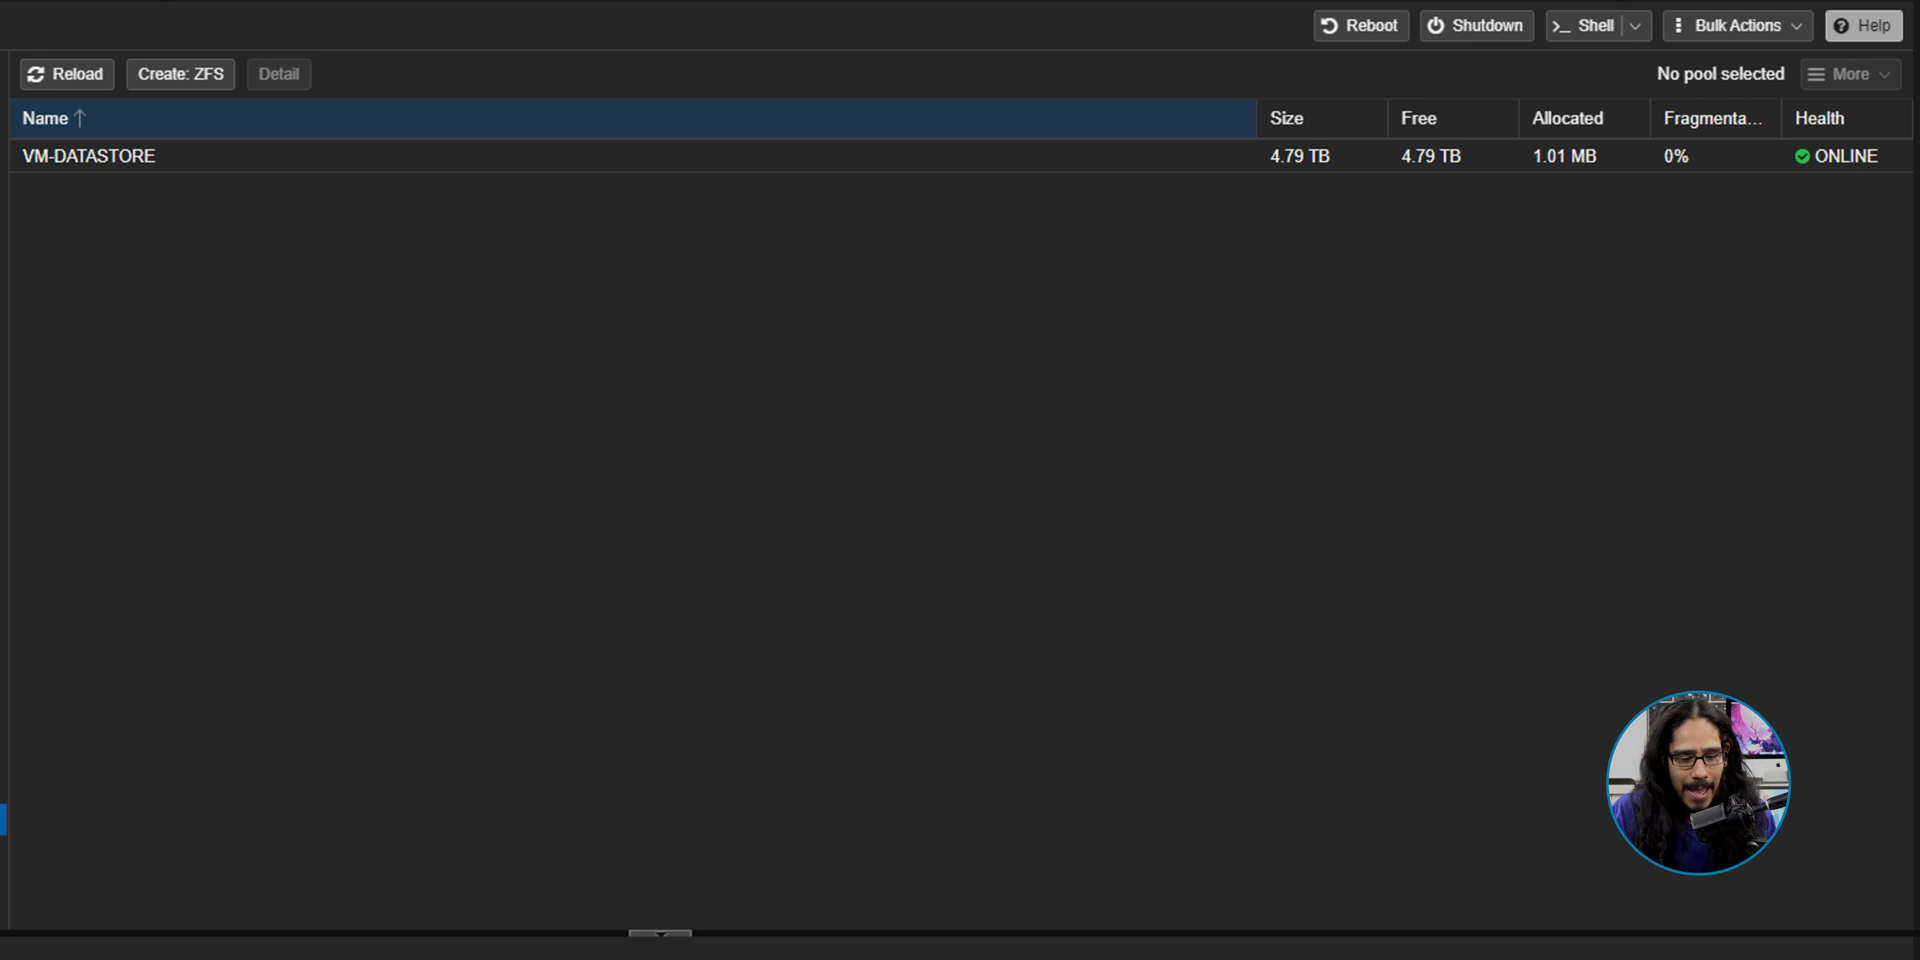 Reboot Shutdown >_ Shell Bulk Actions Help
Reload Create: ZFS Detail No pool selected More
Name Size Free Allocated Fragmenta... Health
VM-DATASTORE 4.79 TB 4.79 TB 1.01 MB 0% ONLINE